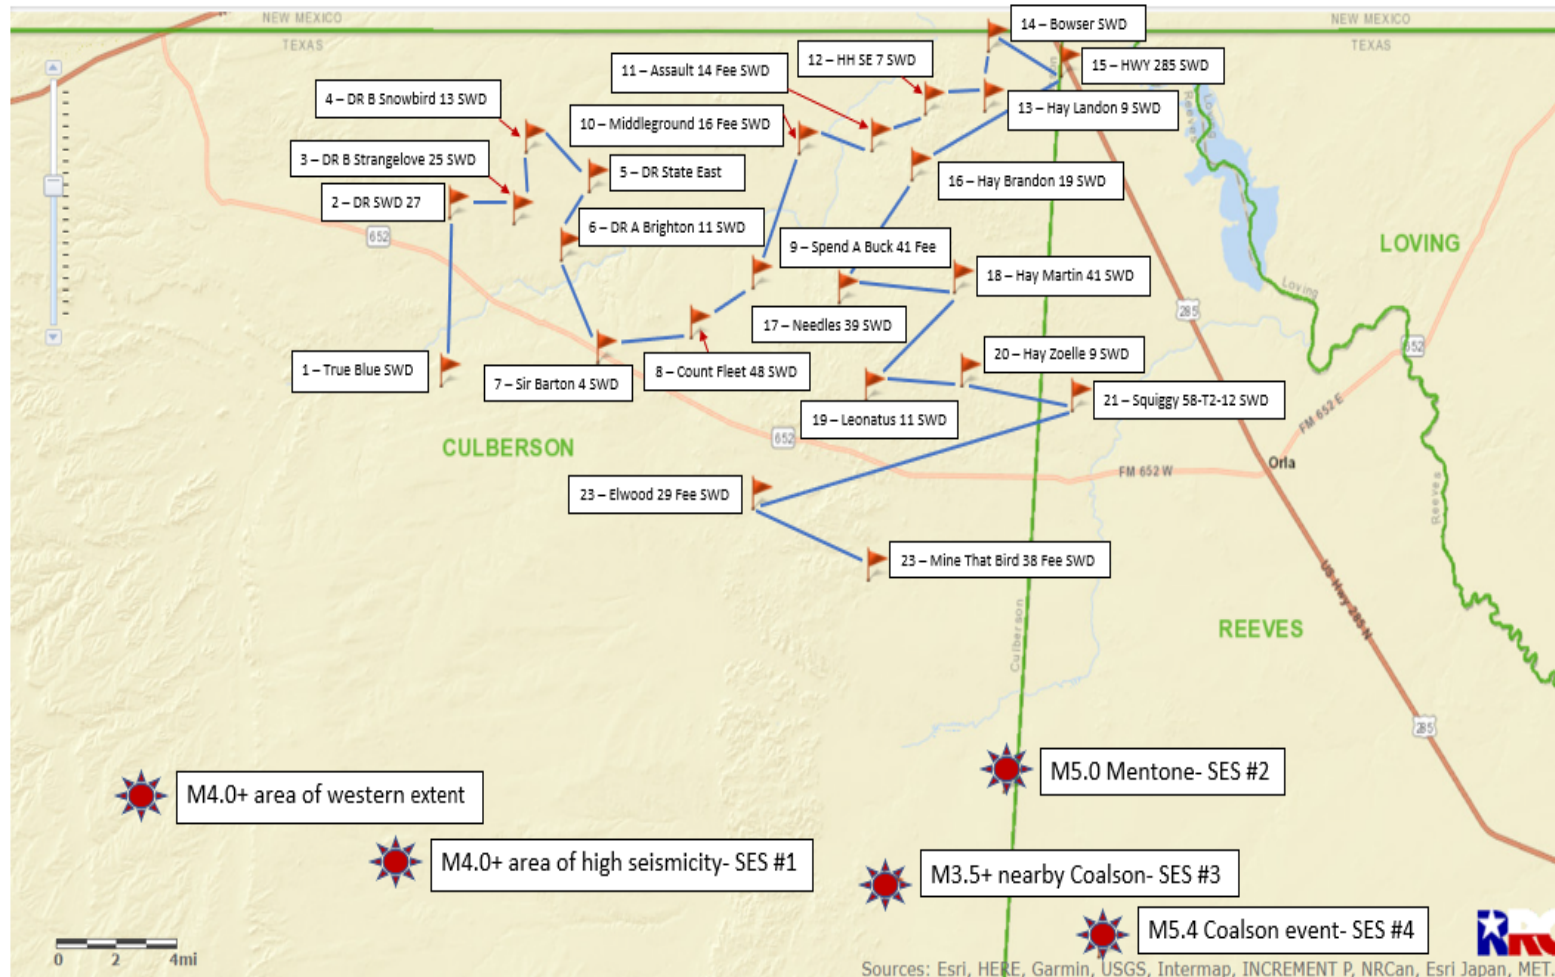 NEW MEXICO
NEW MEXICO
TEXAS
TEXAS
14 – Bowser SWD
15 – HWY 285 SWD
12 – HH SE 7 SWD
11 – Assault 14 Fee SWD
13 – Hay Landon 9 SWD
4 – DR B Snowbird 13 SWD
10 – Middleground 16 Fee SWD
3 – DR B Strangelove 25 SWD
5 – DR State East
16 – Hay Brandon 19 SWD
2 – DR SWD 27
6 – DR A Brighton 11 SWD
652
9 – Spend A Buck 41 Fee
LOVING
Loving
Reeves
Loving
18 – Hay Martin 41 SWD
285
17 – Needles 39 SWD
652
20 – Hay Zoelle 9 SWD
1 – True Blue SWD
8 – Count Fleet 48 SWD
7 – Sir Barton 4 SWD
21 – Squiggy 58-T2-12 SWD
19 – Leonatus 11 SWD
FM 652 E
CULBERSON
652
Orla
FM 652 W
23 – Elwood 29 Fee SWD
Reeves
23 – Mine That Bird 38 Fee SWD
US Hwy 285 N
Culberson
REEVES
285
M5.0 Mentone- SES #2
M4.0+ area of western extent
M4.0+ area of high seismicity- SES #1
M3.5+ nearby Coalson- SES #3
M5.4 Coalson event- SES #4
0 2 4mi
Sources: Esri, HERE, Garmin, USGS, Intermap, INCREMENT P, NRCan, Esri Japan, MET